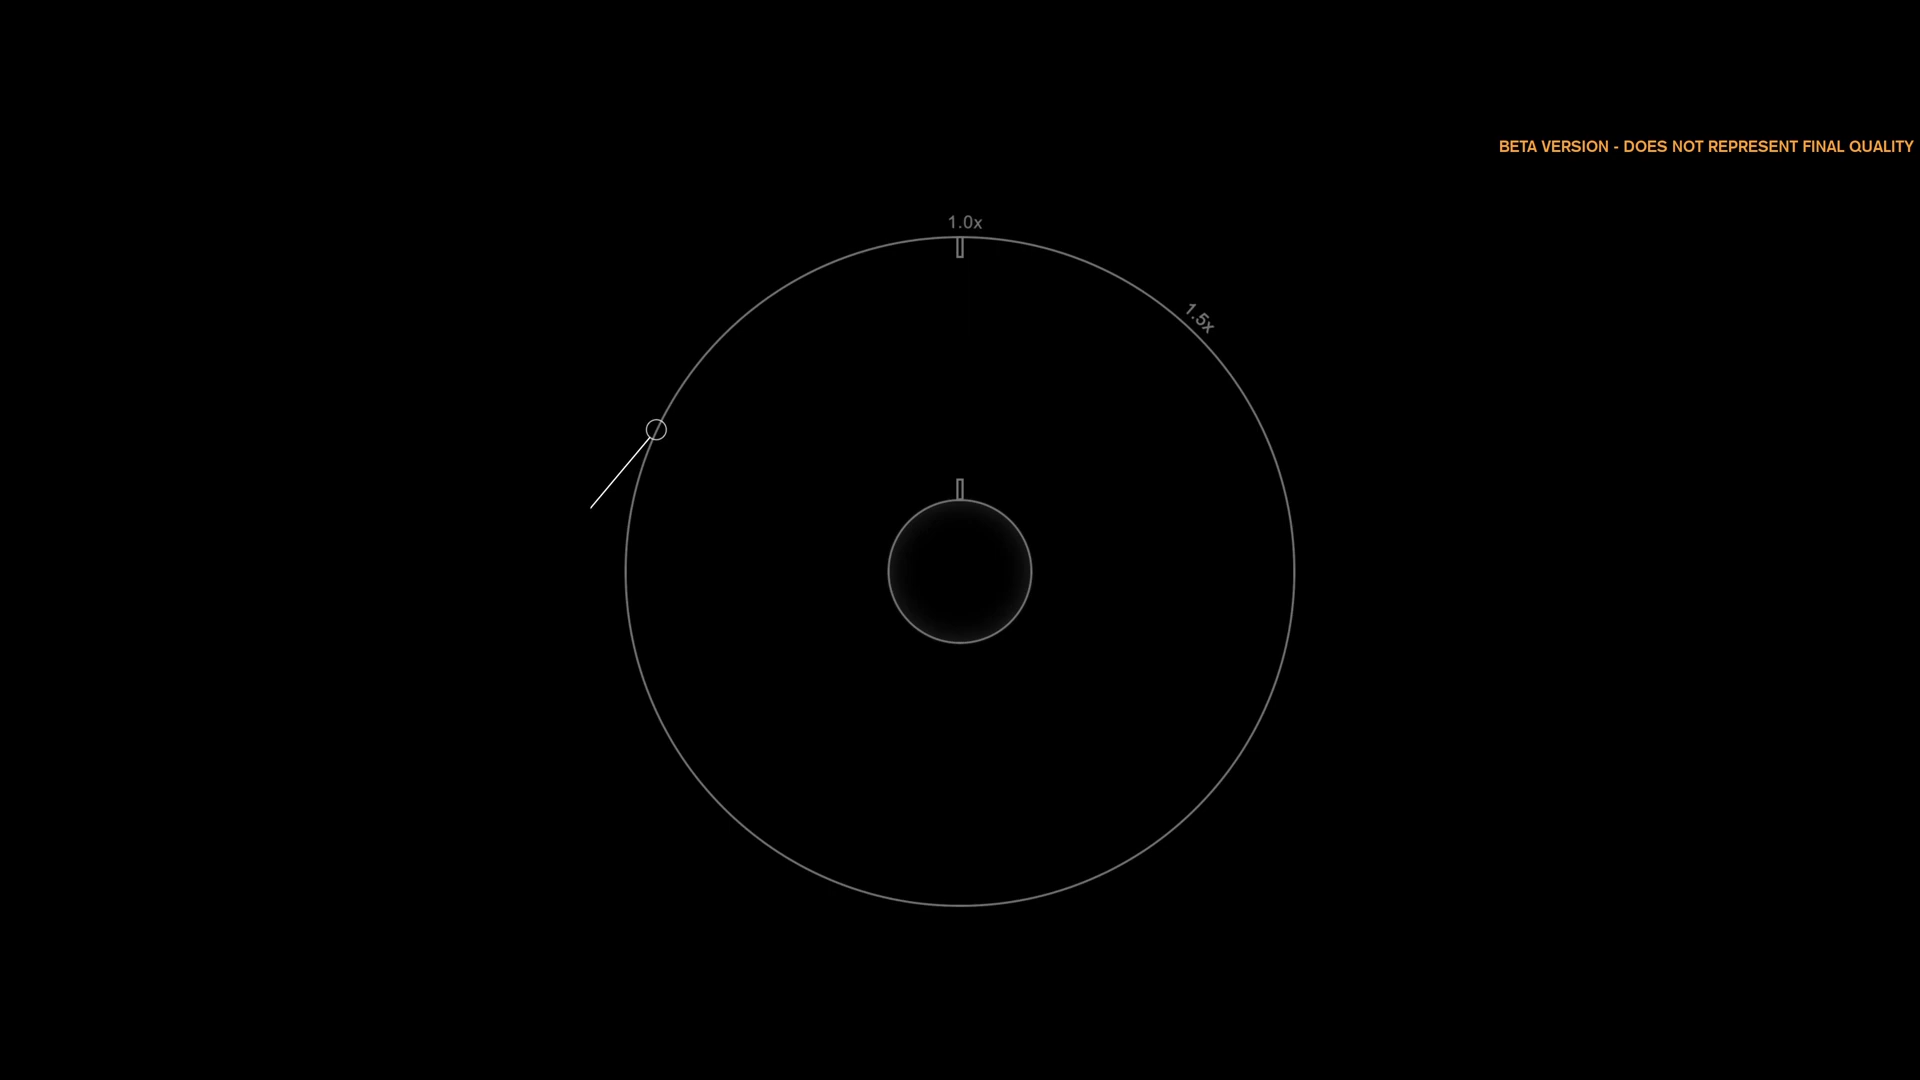 BETA VERSION - DOES NOT REPRESENT FINAL QUALITY
1.0x
1.5x